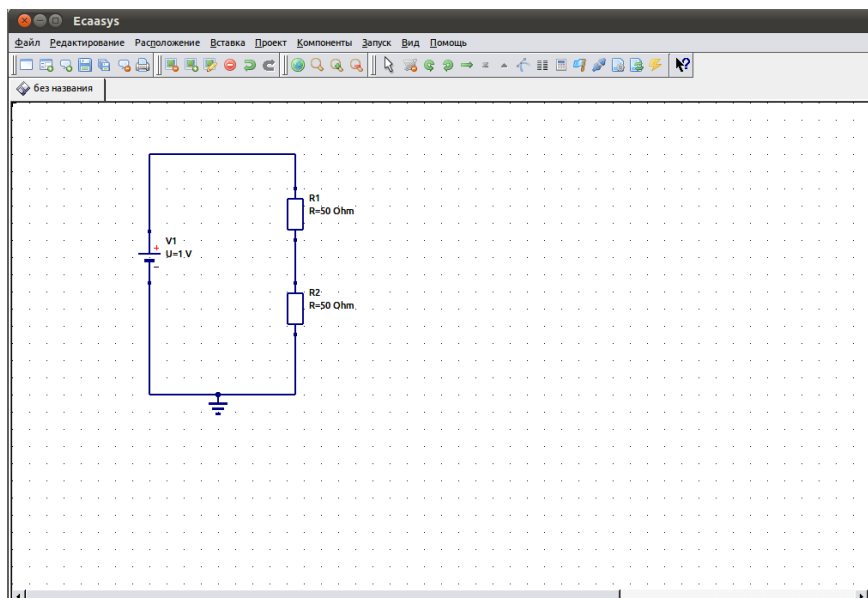 Ecaasys
Файл Редактирование Расположение Вставка Проект Компоненты Запуск Вид Помощь
без названия
R1
R=50 Ohm
V1
U=1 V
R2
R=50 Ohm